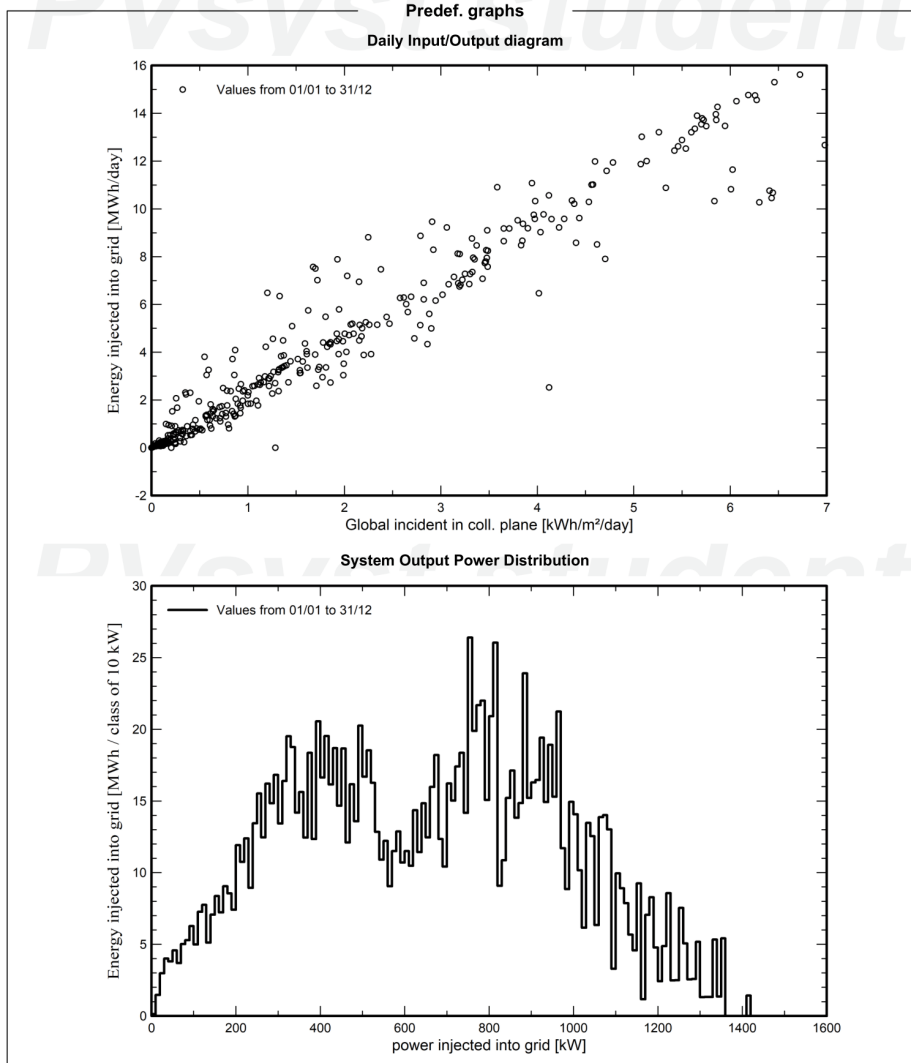 PVsyst student
Predef. graphs
Daily Input/Output diagram
16
14
12
10
8
6
4
2
0
-2
Energy injected into grid [MWh/day]
Values from 01/01 to 31/12
0 1 2 3 4 5 6 7
Global incident in coll. plane [kWh/m²/day]
PVsyst student
System Output Power Distribution
30
25
20
15
10
5
0
Energy injected into grid [MWh / class of 10 kW]
Values from 01/01 to 31/12
0 200 400 600 800 1000 1200 1400 1600
power injected into grid [kW]